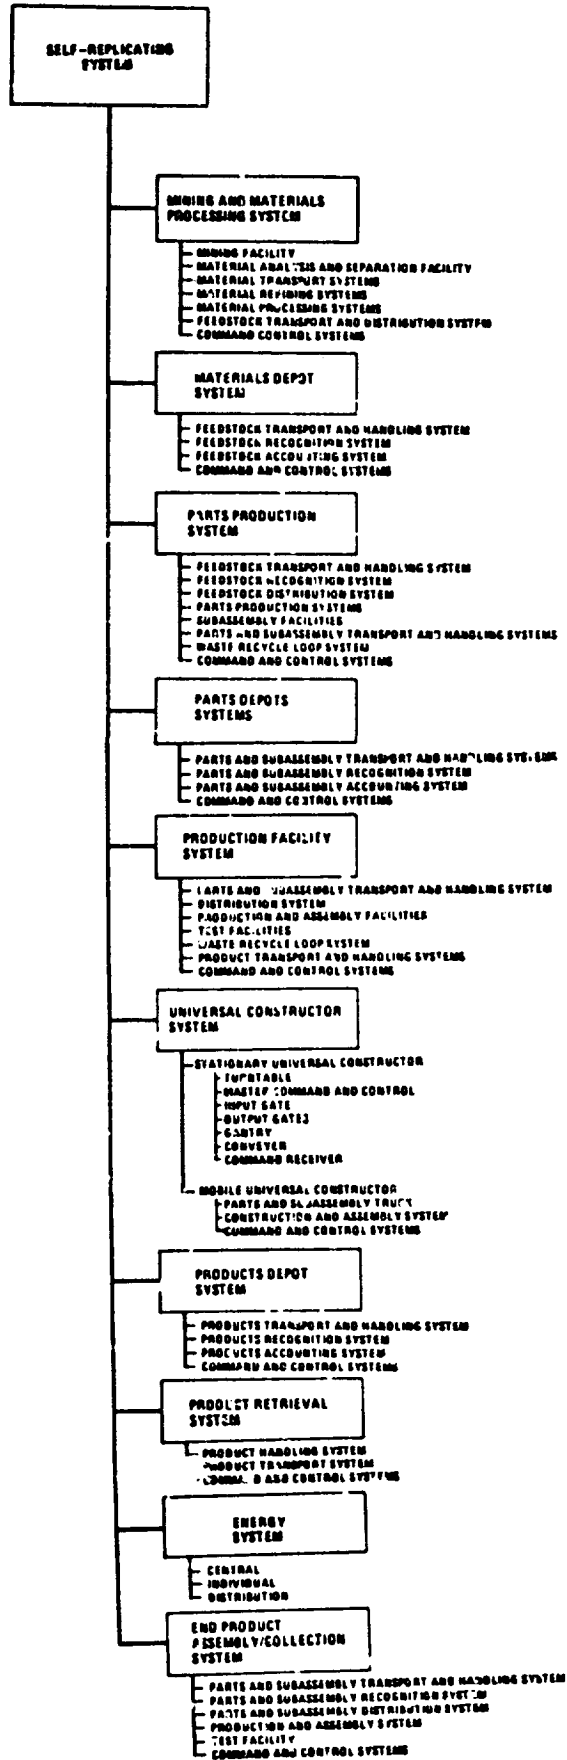 SELF-REPLICATING
SYSTEM
MINING AND MATERIALS
PROCESSING SYSTEM
MINING FACILITY
MATERIAL ANALYSIS AND SEPARATION FACILITY
MATERIAL TRANSPORT SYSTEMS
MATERIAL REFINING SYSTEMS
MATERIAL PROCESSING SYSTEMS
FEEDSTOCK TRANSPORT AND DISTRIBUTION SYSTEM
COMMAND CONTROL SYSTEMS
MATERIALS DEPOT
SYSTEM
FEEDSTOCK TRANSPORT AND HANDLING SYSTEM
FEEDSTOCK RECOGNITION SYSTEM
FEEDSTOCK ACCOUNTING SYSTEM
COMMAND AND CONTROL SYSTEMS
PARTS PRODUCTION
SYSTEM
FEEDSTOCK TRANSPORT AND HANDLING SYSTEM
FEEDSTOCK RECOGNITION SYSTEM
FEEDSTOCK DISTRIBUTION SYSTEM
PARTS PRODUCTION SYSTEMS
SUBASSEMBLY FACILITIES
PARTS AND SUBASSEMBLY TRANSPORT AND HANDLING SYSTEMS
WASTE RECYCLE LOOP SYSTEM
COMMAND AND CONTROL SYSTEMS
PARTS DEPOTS
SYSTEMS
PARTS AND SUBASSEMBLY TRANSPORT AND HANDLING SYSTEMS
PARTS AND SUBASSEMBLY RECOGNITION SYSTEM
PARTS AND SUBASSEMBLY ACCOUNTING SYSTEM
COMMAND AND CONTROL SYSTEMS
PRODUCTION FACILITY
SYSTEM
PARTS AND SUBASSEMBLY TRANSPORT AND HANDLING SYSTEM
DISTRIBUTION SYSTEM
PRODUCTION AND ASSEMBLY FACILITIES
TEST FACILITIES
WASTE RECYCLE LOOP SYSTEM
PRODUCT TRANSPORT AND HANDLING SYSTEMS
COMMAND AND CONTROL SYSTEMS
UNIVERSAL CONSTRUCTOR
SYSTEM
STATIONARY UNIVERSAL CONSTRUCTOR
TURNTABLE
MASTER COMMAND AND CONTROL
INPUT GATE
OUTPUT GATES
GANTRY
CONVEYER
COMMAND RECEIVER
MOBILE UNIVERSAL CONSTRUCTOR
PARTS AND SUBASSEMBLY TRUCK
CONSTRUCTION AND ASSEMBLY SYSTEM
COMMAND AND CONTROL SYSTEMS
PRODUCTS DEPOT
SYSTEM
PRODUCTS TRANSPORT AND HANDLING SYSTEM
PRODUCTS RECOGNITION SYSTEM
PRODUCTS ACCOUNTING SYSTEM
COMMAND AND CONTROL SYSTEMS
PRODUCT RETRIEVAL
SYSTEM
PRODUCT HANDLING SYSTEM
PRODUCT TRANSPORT SYSTEM
COMMAND AND CONTROL SYSTEMS
ENERGY
SYSTEM
CENTRAL
INDIVIDUAL
DISTRIBUTION
END PRODUCT
ASSEMBLY/COLLECTION
SYSTEM
PARTS AND SUBASSEMBLY TRANSPORT AND HANDLING SYSTEM
PARTS AND SUBASSEMBLY RECOGNITION SYSTEM
PARTS AND SUBASSEMBLY DISTRIBUTION SYSTEM
PRODUCTION AND ASSEMBLY SYSTEM
TEST FACILITY
COMMAND AND CONTROL SYSTEMS